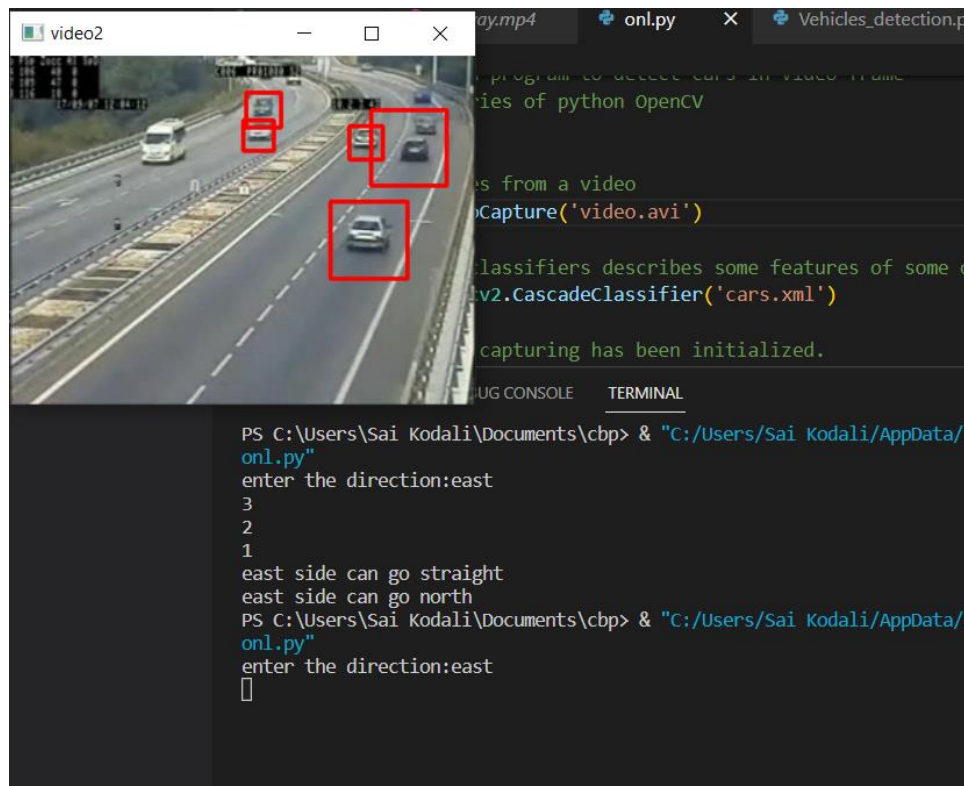 video2
ray.mp4 onl.py Vehicles_detection.p
program to detect cars in video frame
ries of python OpenCV
es from a video
oCapture('video.avi')
lassifiers describes some features of some
v2.CascadeClassifier('cars.xml')
capturing has been initialized.
UG CONSOLE TERMINAL
PS C:\Users\Sai Kodali\Documents\cbp> & "C:/Users/Sai Kodali/AppData/
onl.py"
enter the direction:east
3
2
1
east side can go straight
east side can go north
PS C:\Users\Sai Kodali\Documents\cbp> & "C:/Users/Sai Kodali/AppData/
onl.py"
enter the direction:east